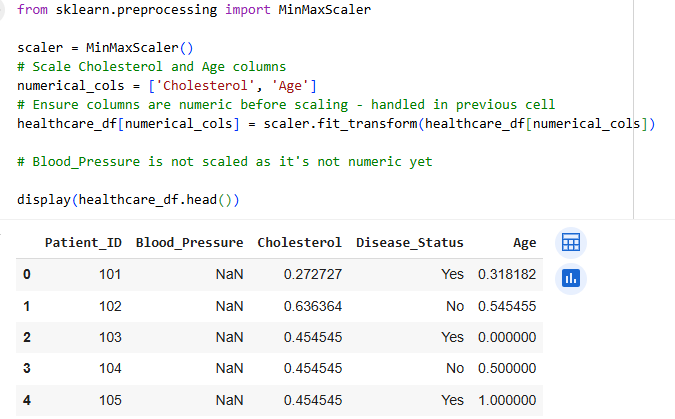 from sklearn.preprocessing import MinMaxScaler
scaler = MinMaxScaler()
# Scale Cholesterol and Age columns
numerical_cols = ['Cholesterol', 'Age']
# Ensure columns are numeric before scaling - handled in previous cell
healthcare_df[numerical_cols] = scaler.fit_transform(healthcare_df[numerical_cols])
# Blood_Pressure is not scaled as it's not numeric yet
display(healthcare_df.head())
Patient_ID Blood_Pressure Cholesterol Disease_Status Age
0 101 NaN 0.272727 Yes 0.318182
1 102 NaN 0.636364 No 0.545455
2 103 NaN 0.454545 Yes 0.000000
3 104 NaN 0.454545 No 0.500000
4 105 NaN 0.454545 Yes 1.000000